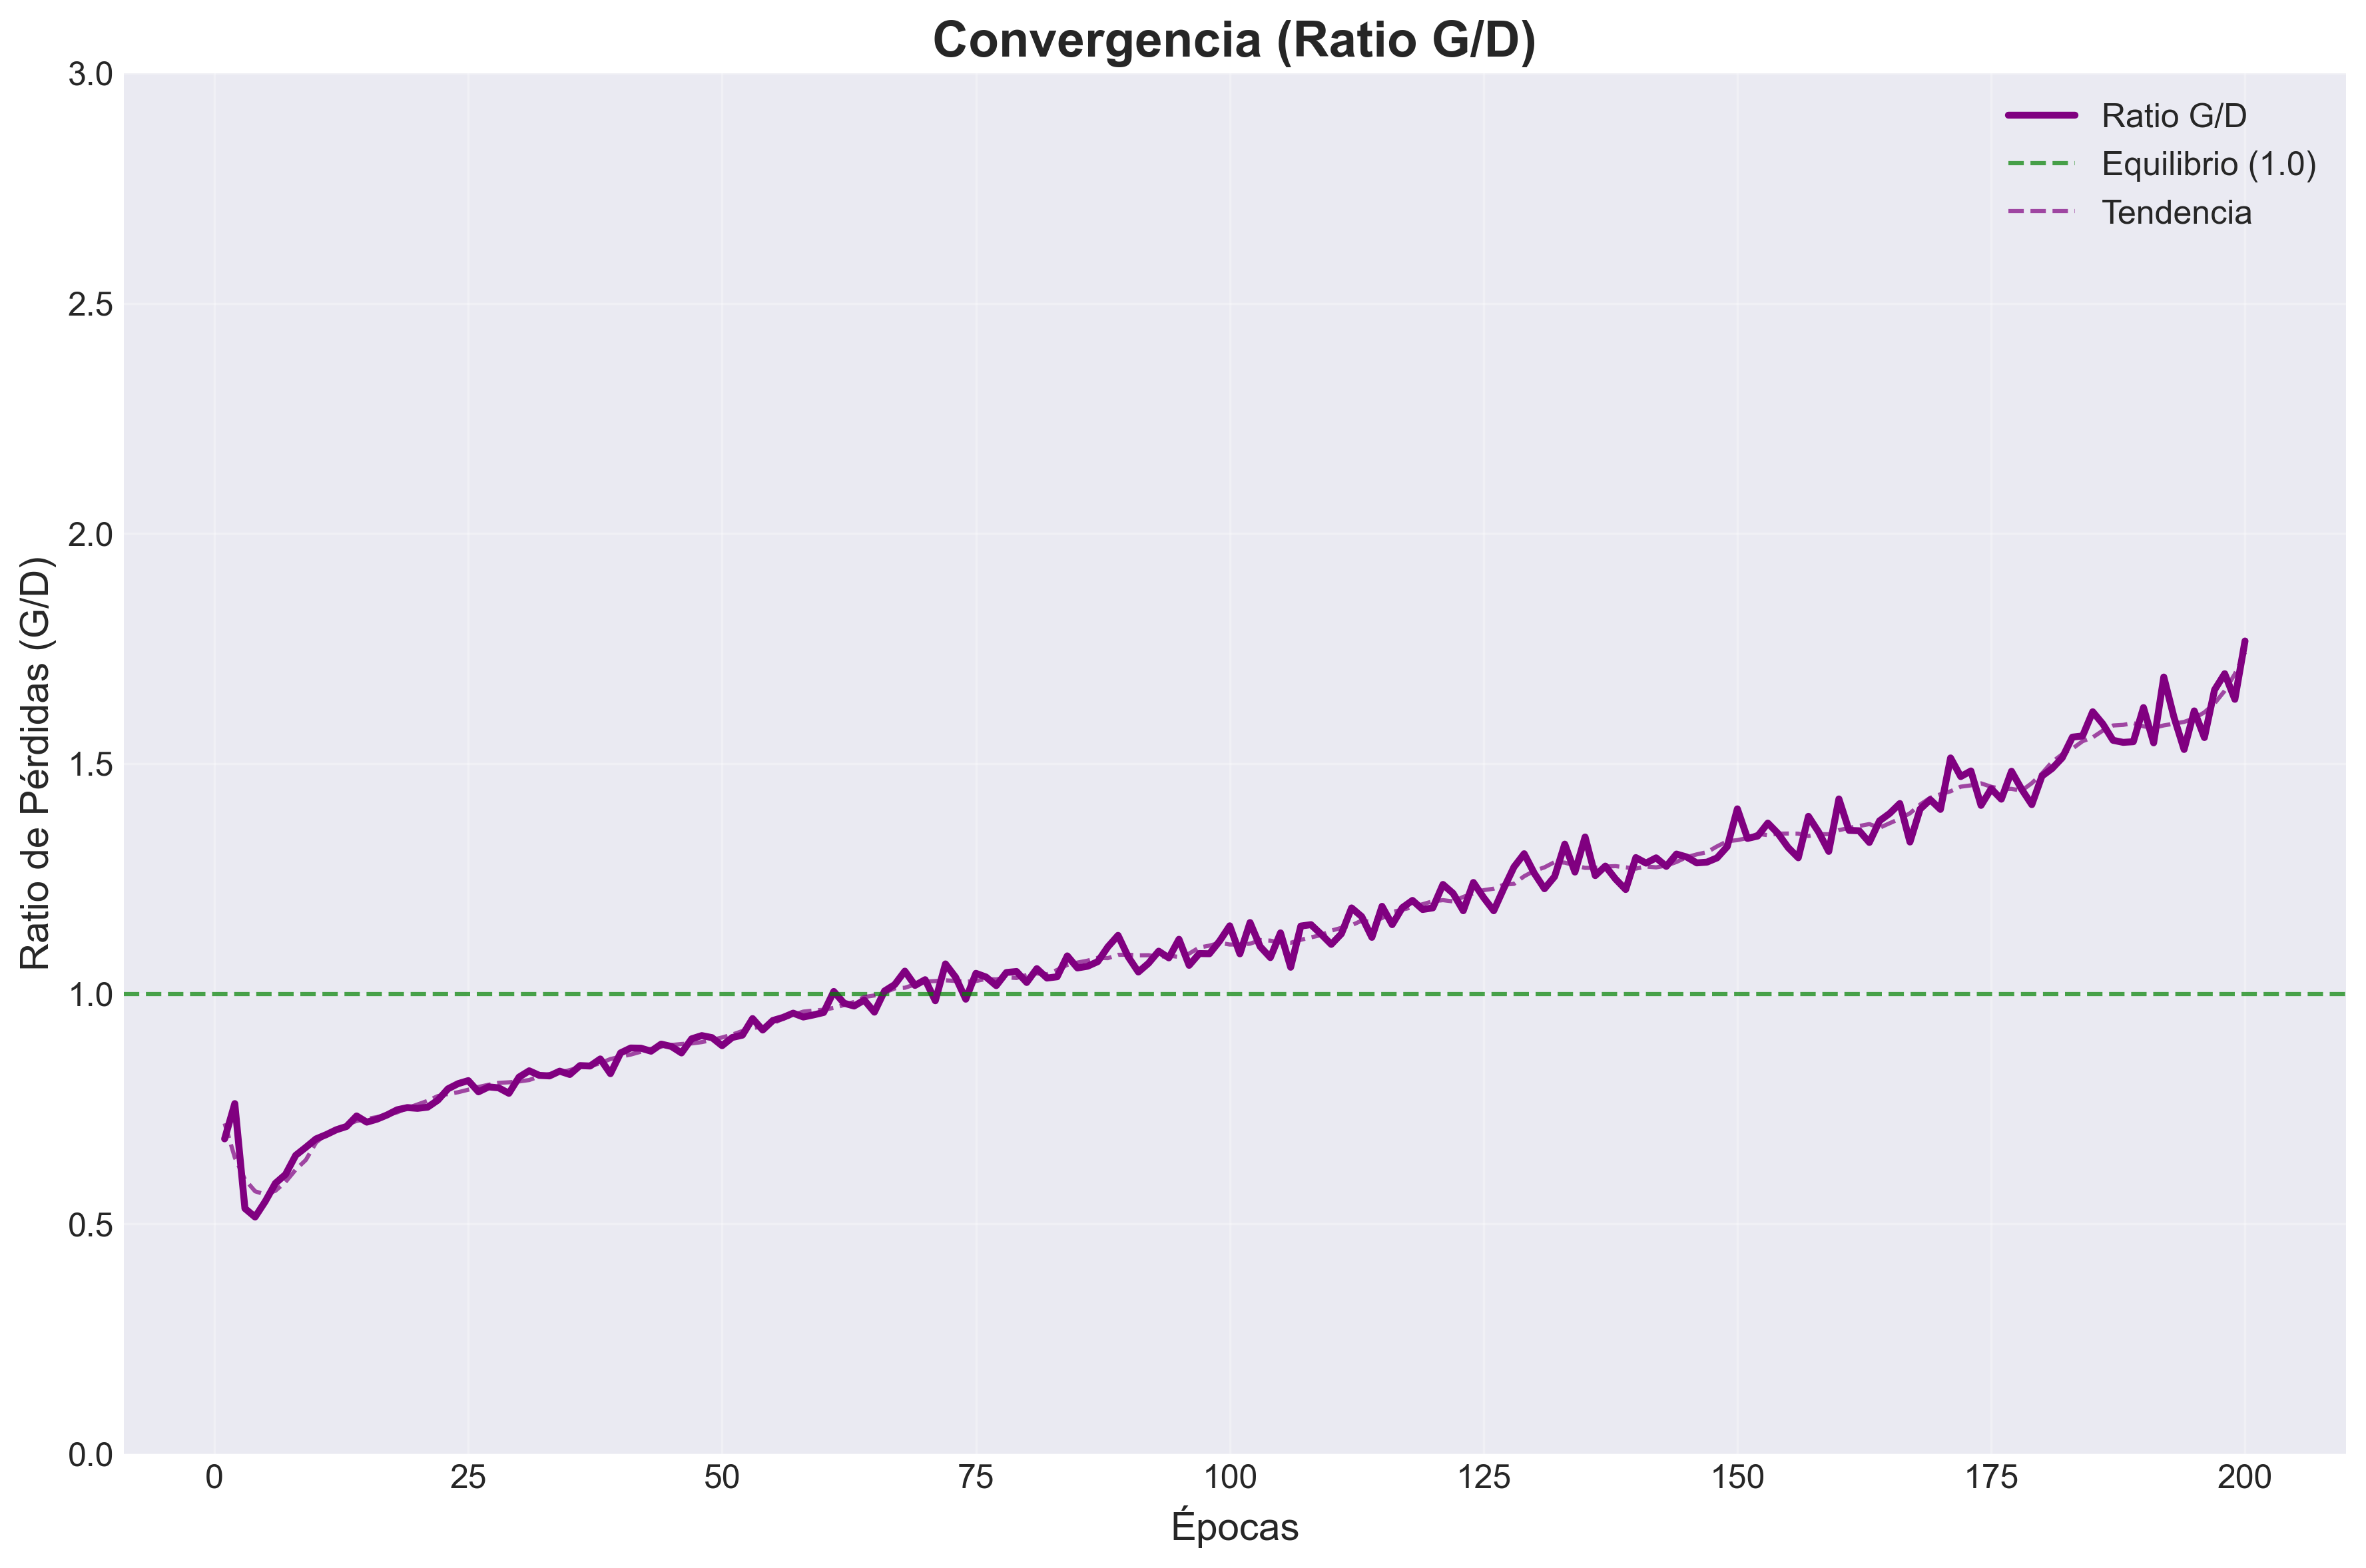 Convergencia (Ratio G/D)
Ratio G/D
Equilibrio (1.0)
Tendencia
Ratio de Pérdidas (G/D)
3.0
2.5
2.0
1.5
1.0
0.5
0.0
0 25 50 75 100 125 150 175 200
Épocas